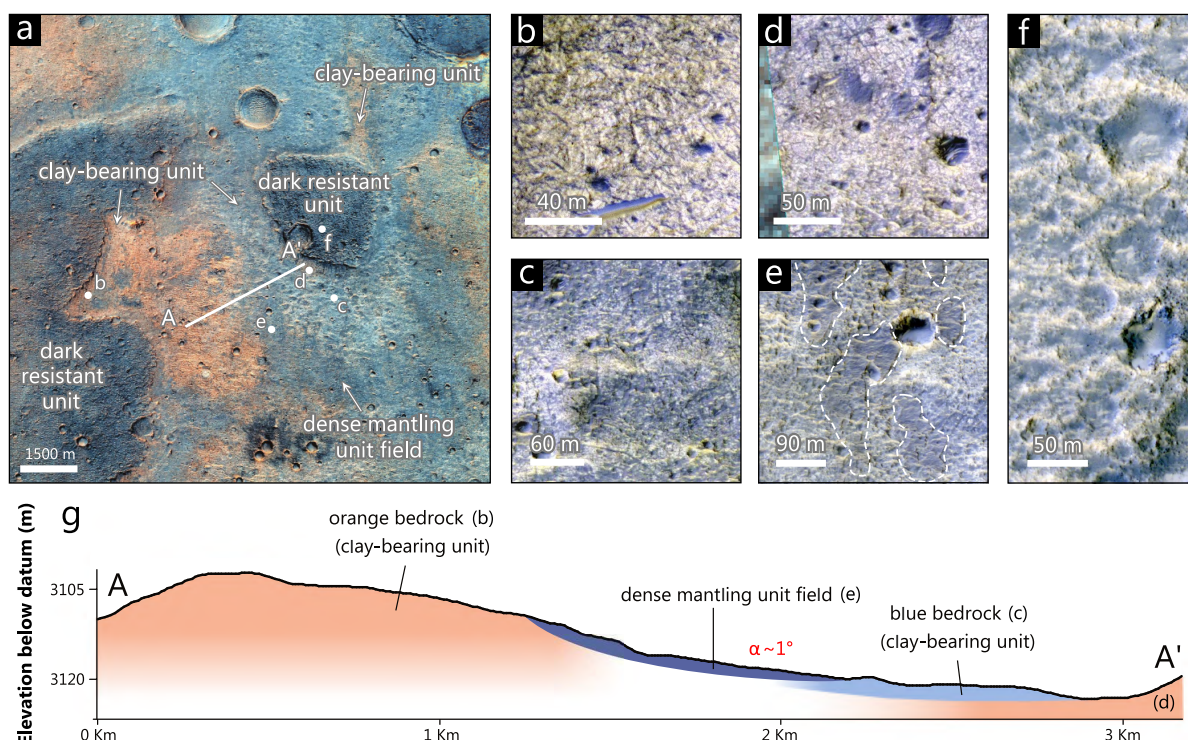 a
clay-bearing unit
clay-bearing unit
dark resistant
unit
f
A'
d
b
c
A
e
dark
resistant
unit
dense mantling
unit field
1500 m
b
40 m
d
50 m
c
60 m
e
90 m
f
50 m
g
Elevation below datum (m)
orange bedrock (b)
(clay-bearing unit)
A
3105
dense mantling unit field (e)
blue bedrock (c)
(clay-bearing unit)
α ~1°
A'
3120
(d)
0 Km
1 Km
2 Km
3 Km